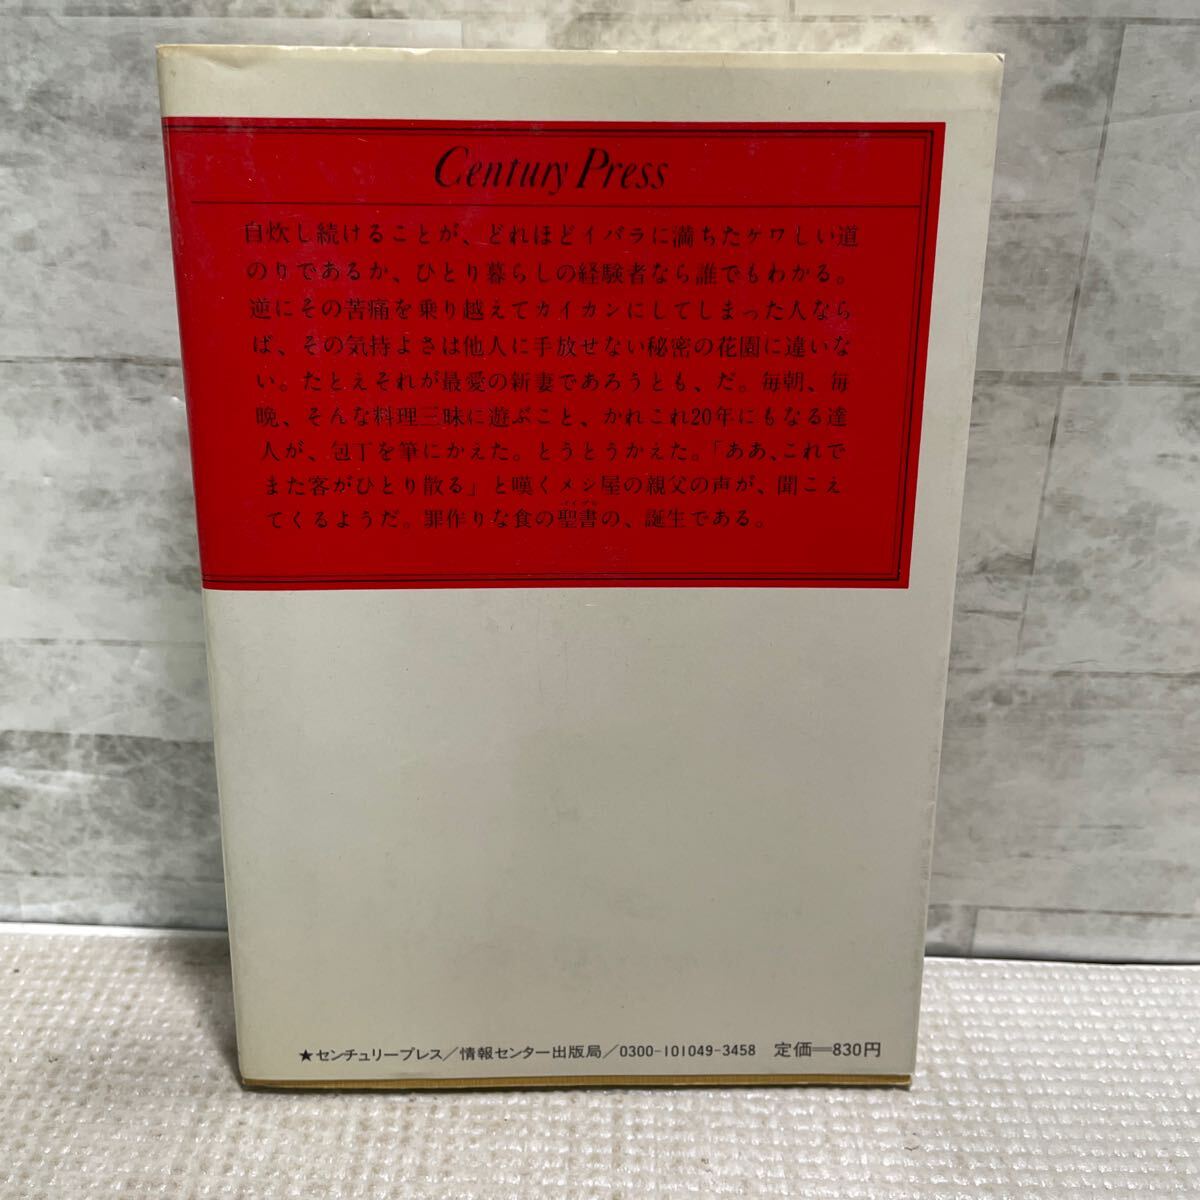 Century Press
自炊し続けることが、どれほどイバラに満ちたケワしい道
のりであるか、ひとり暮らしの経験者なら誰でもわかる。
逆にその苦痛を乗り越えてカイカンにしてしまった人なら
ば、その気持よさは他人に手放せない秘密の花園に違いな
い。たとえそれが最愛の新妻であろうとも、だ。毎朝、毎
晩、そんな料理三昧に遊ぶこと、かれこれ20年にもなる達
人が、包丁を筆にかえた。とうとうかえた。「ああ、これで
また客がひとり散る」と嘆くメシ屋の親父の声が、聞こえ
バイブル
てくるようだ。罪作りな食の聖書の、誕生である。
★センチュリープレス／情報センター出版局／0300-101049-3458 定価＝830円